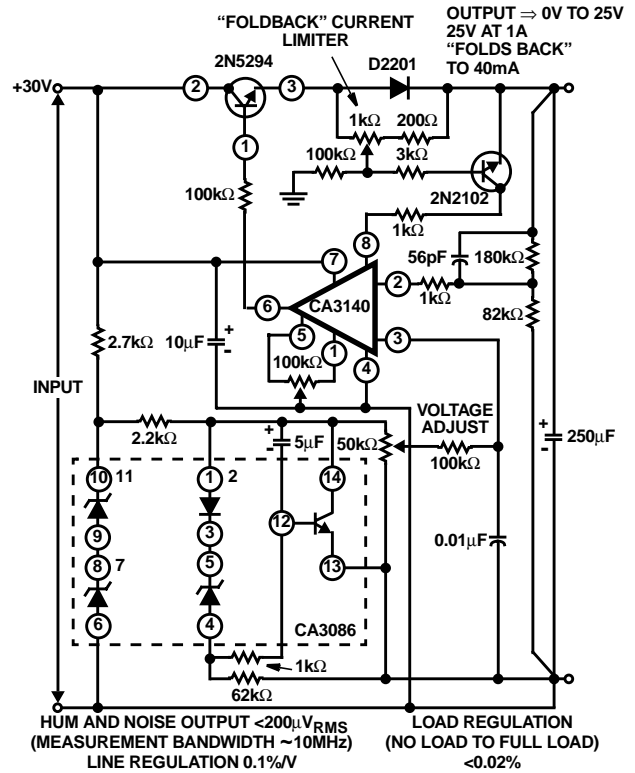 “FOLDBACK” CURRENT
LIMITER
OUTPUT ⇒ 0V TO 25V
25V AT 1A
“FOLDS BACK”
TO 40mA
2N5294
D2201
+30V
2
3
1kΩ
200Ω
1
100kΩ
3kΩ
100kΩ
2N2102
1kΩ
8
7
56pF
180kΩ
6
CA3140
2
1kΩ
5
82kΩ
2.7kΩ
10μF
+
-
100kΩ
1
3
4
INPUT
VOLTAGE
ADJUST
2.2kΩ
+
-
5μF
50kΩ
100kΩ
+
-
250μF
10
11
1
2
14
9
3
12
0.01μF
8
7
5
13
6
4
CA3086
1kΩ
62kΩ
HUM AND NOISE OUTPUT <200μVRMS
(MEASUREMENT BANDWIDTH ~10MHz)
LINE REGULATION 0.1%/V
LOAD REGULATION
(NO LOAD TO FULL LOAD)
<0.02%